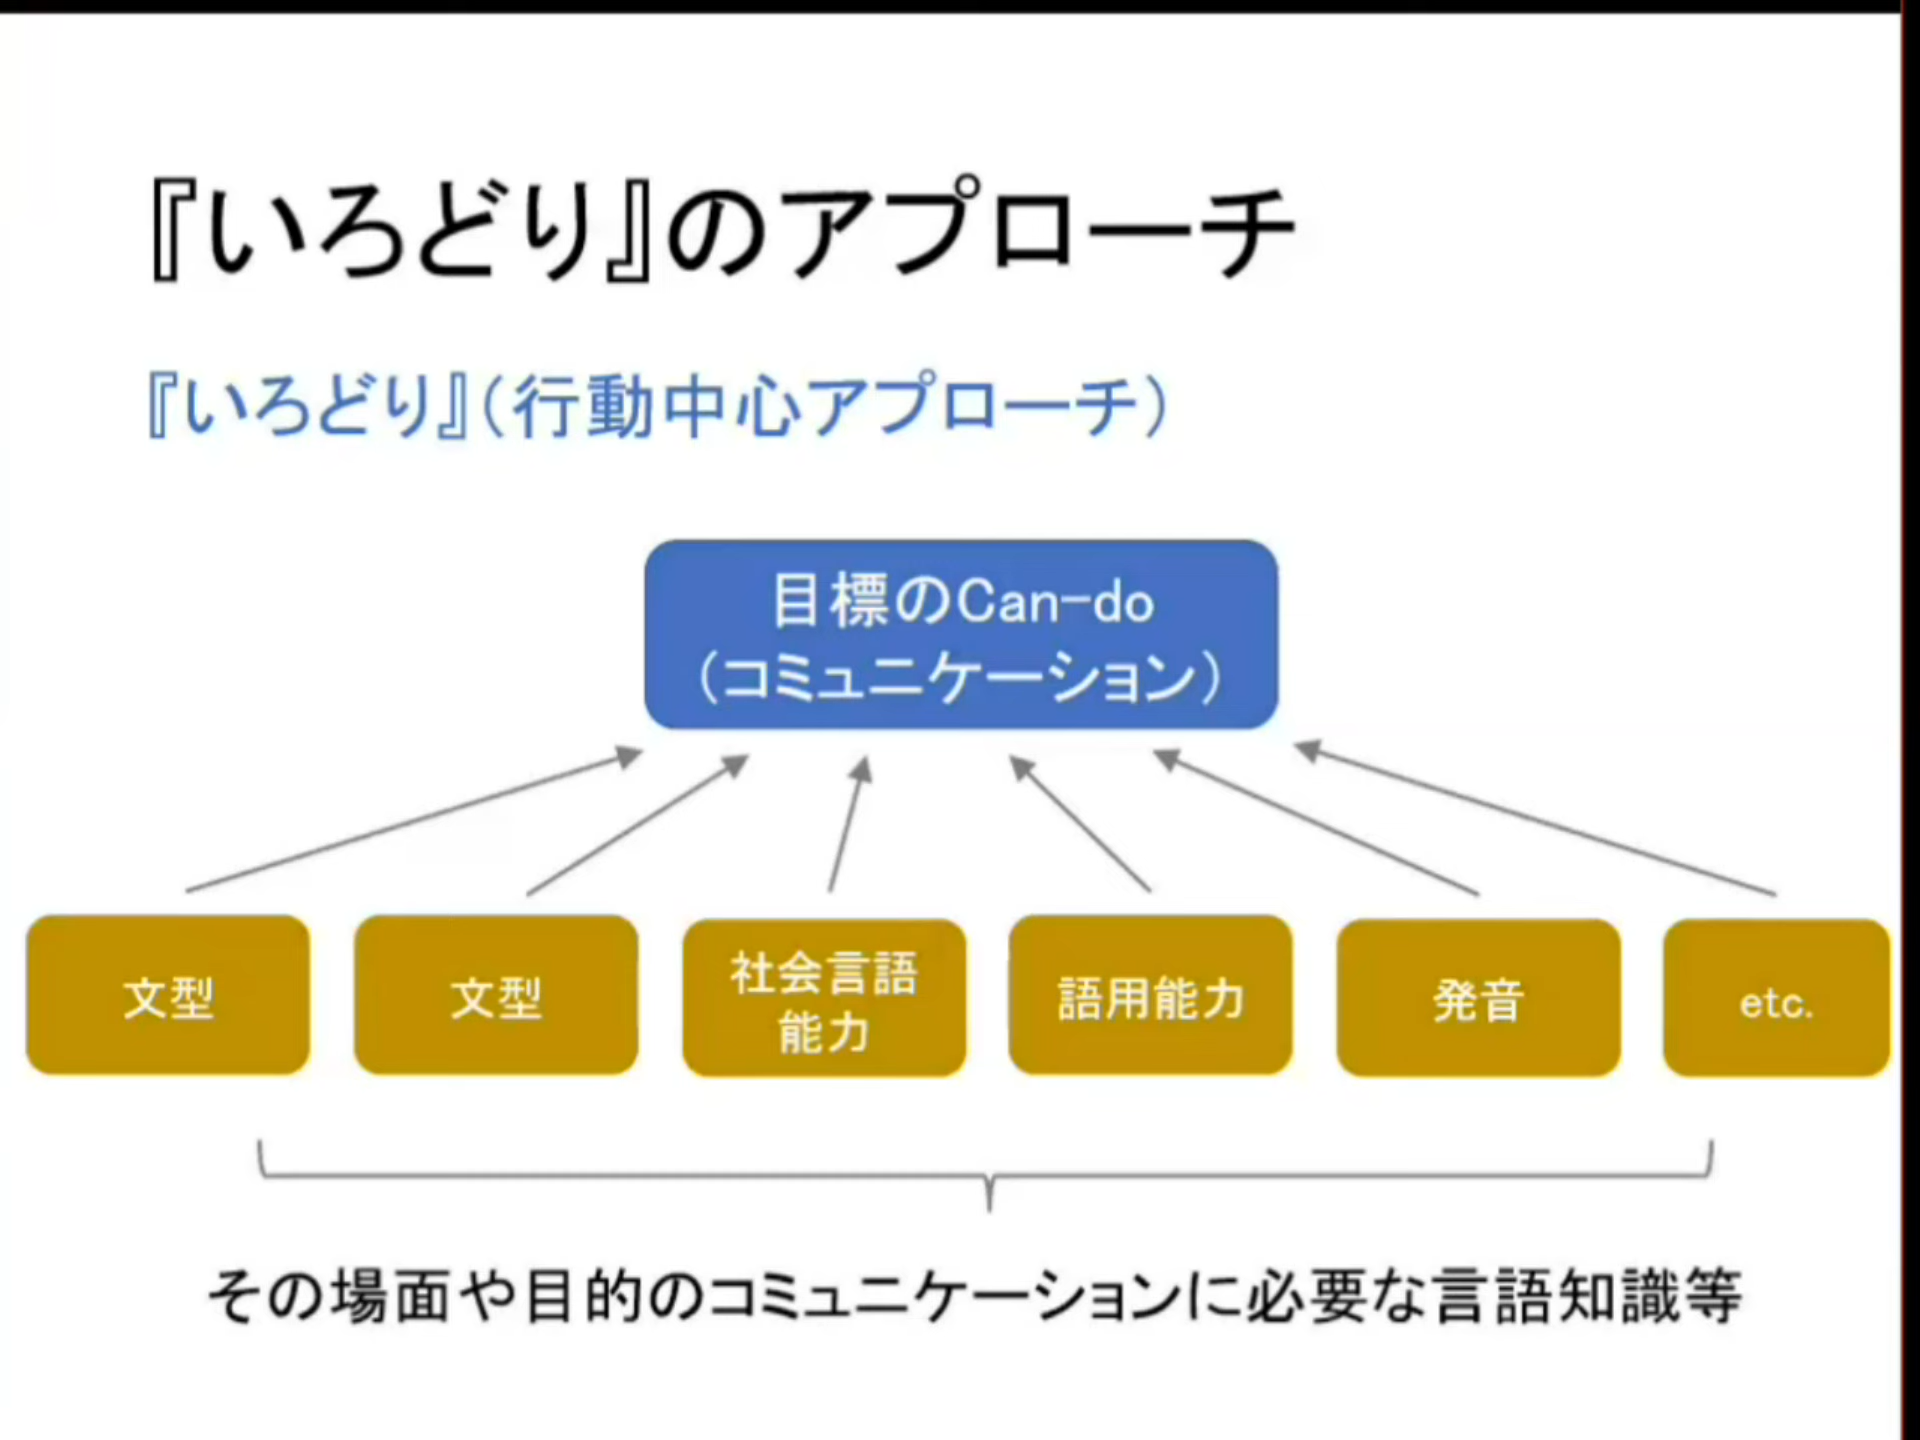 『いろどり』のアプローチ
『いろどり』（行動中心アプローチ）
目標のCan-do
（コミュニケーション）
文型
文型
社会言語
能力
語用能力
発音
etc.
その場面や目的のコミュニケーションに必要な言語知識等